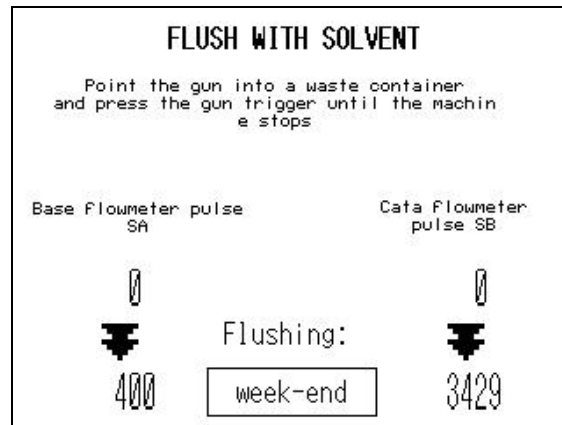 FLUSH WITH SOLVENT
Point the gun into a waste container
and press the gun trigger until the machin
e stops
Base flowmeter pulse
SA
Cata flowmeter
pulse SB
0
0
Flushing:
400
week-end
3429